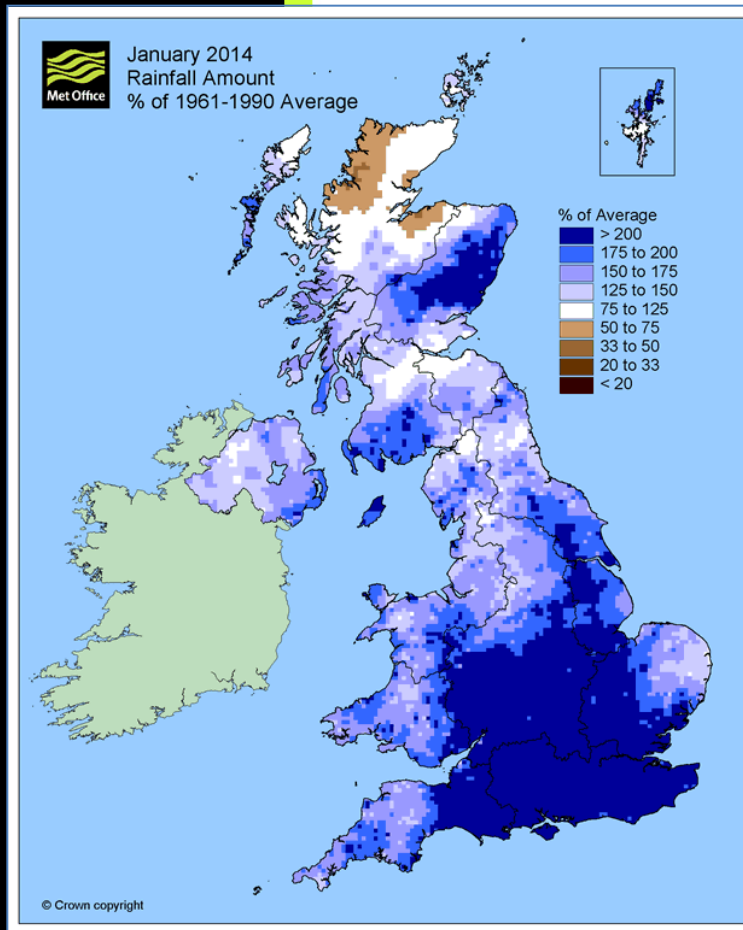 Met Office
January 2014
Rainfall Amount
% of 1961-1990 Average
% of Average
> 200
175 to 200
150 to 175
125 to 150
75 to 125
50 to 75
33 to 50
20 to 33
< 20
© Crown copyright